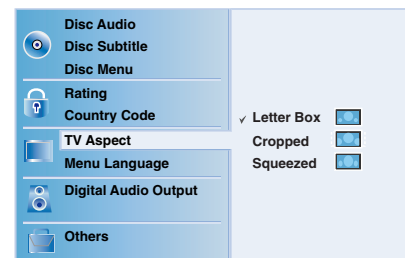 Disc Audio
Disc Subtitle
Disc Menu
Rating
Country Code
TV Aspect
Menu Language
Digital Audio Output
Others
✓ Letter Box
Cropped
Squeezed